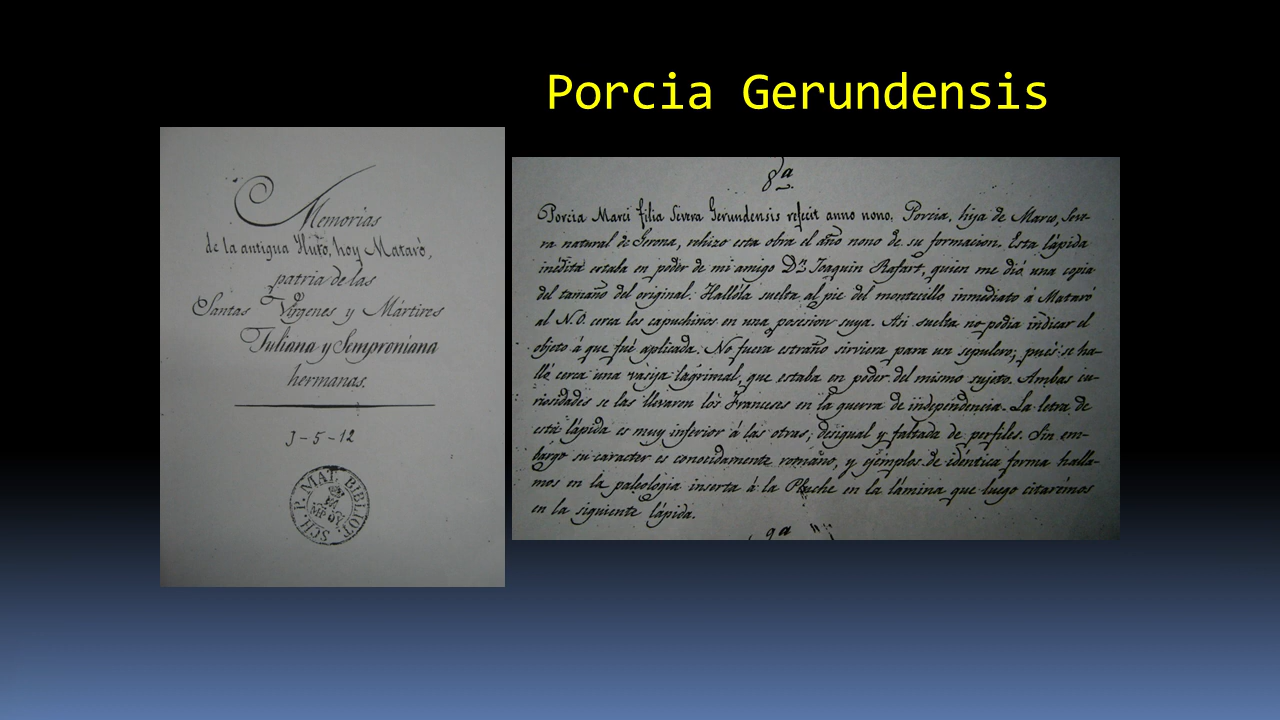 Porcia Gerundensis
Memorias
de la antigua Iluro, hoy Mataró,
patria de las
Santas Vírgenes y Mártires
Juliana y Semproniana
hermanas.
J-5-12
SCH. P. MAT. BIBLIOT.
8ª
Porcia Marci filia Severa Gerundensis refecit anno nono. Porcia, hija de Marco, Seve-
ra natural de Gerona, rehizo esta obra el año nono de su formacion. Esta lápida
inédita estaba en poder de mi amigo Dn. Joaquin Rafart, quien me dió una copia
del tamaño del original. Hallóla suelta al pie del montecillo inmediato á Mataró
al N.O. cerca los capuchinos en una posesion suya. Asi suelta no podia indicar el
objeto á que fué aplicada. No fuera estraño sirviera para un sepulcro; pues se ha-
lló cerca una vasija lagrimal, que estaba en poder del mismo sujeto. Ambas cu-
riosidades se las llevaron los Franceses en la guerra de independencia. La letra de
esta lápida es muy inferior á las otras; desigual y faltada de perfiles. Sin em-
bargo su caracter es conocidamente romano, y ejemplos de idéntica forma halla-
mos en la paleologia inserta á la Pluche en la lámina que luego citarémos
en la siguiente lápida.
9ª